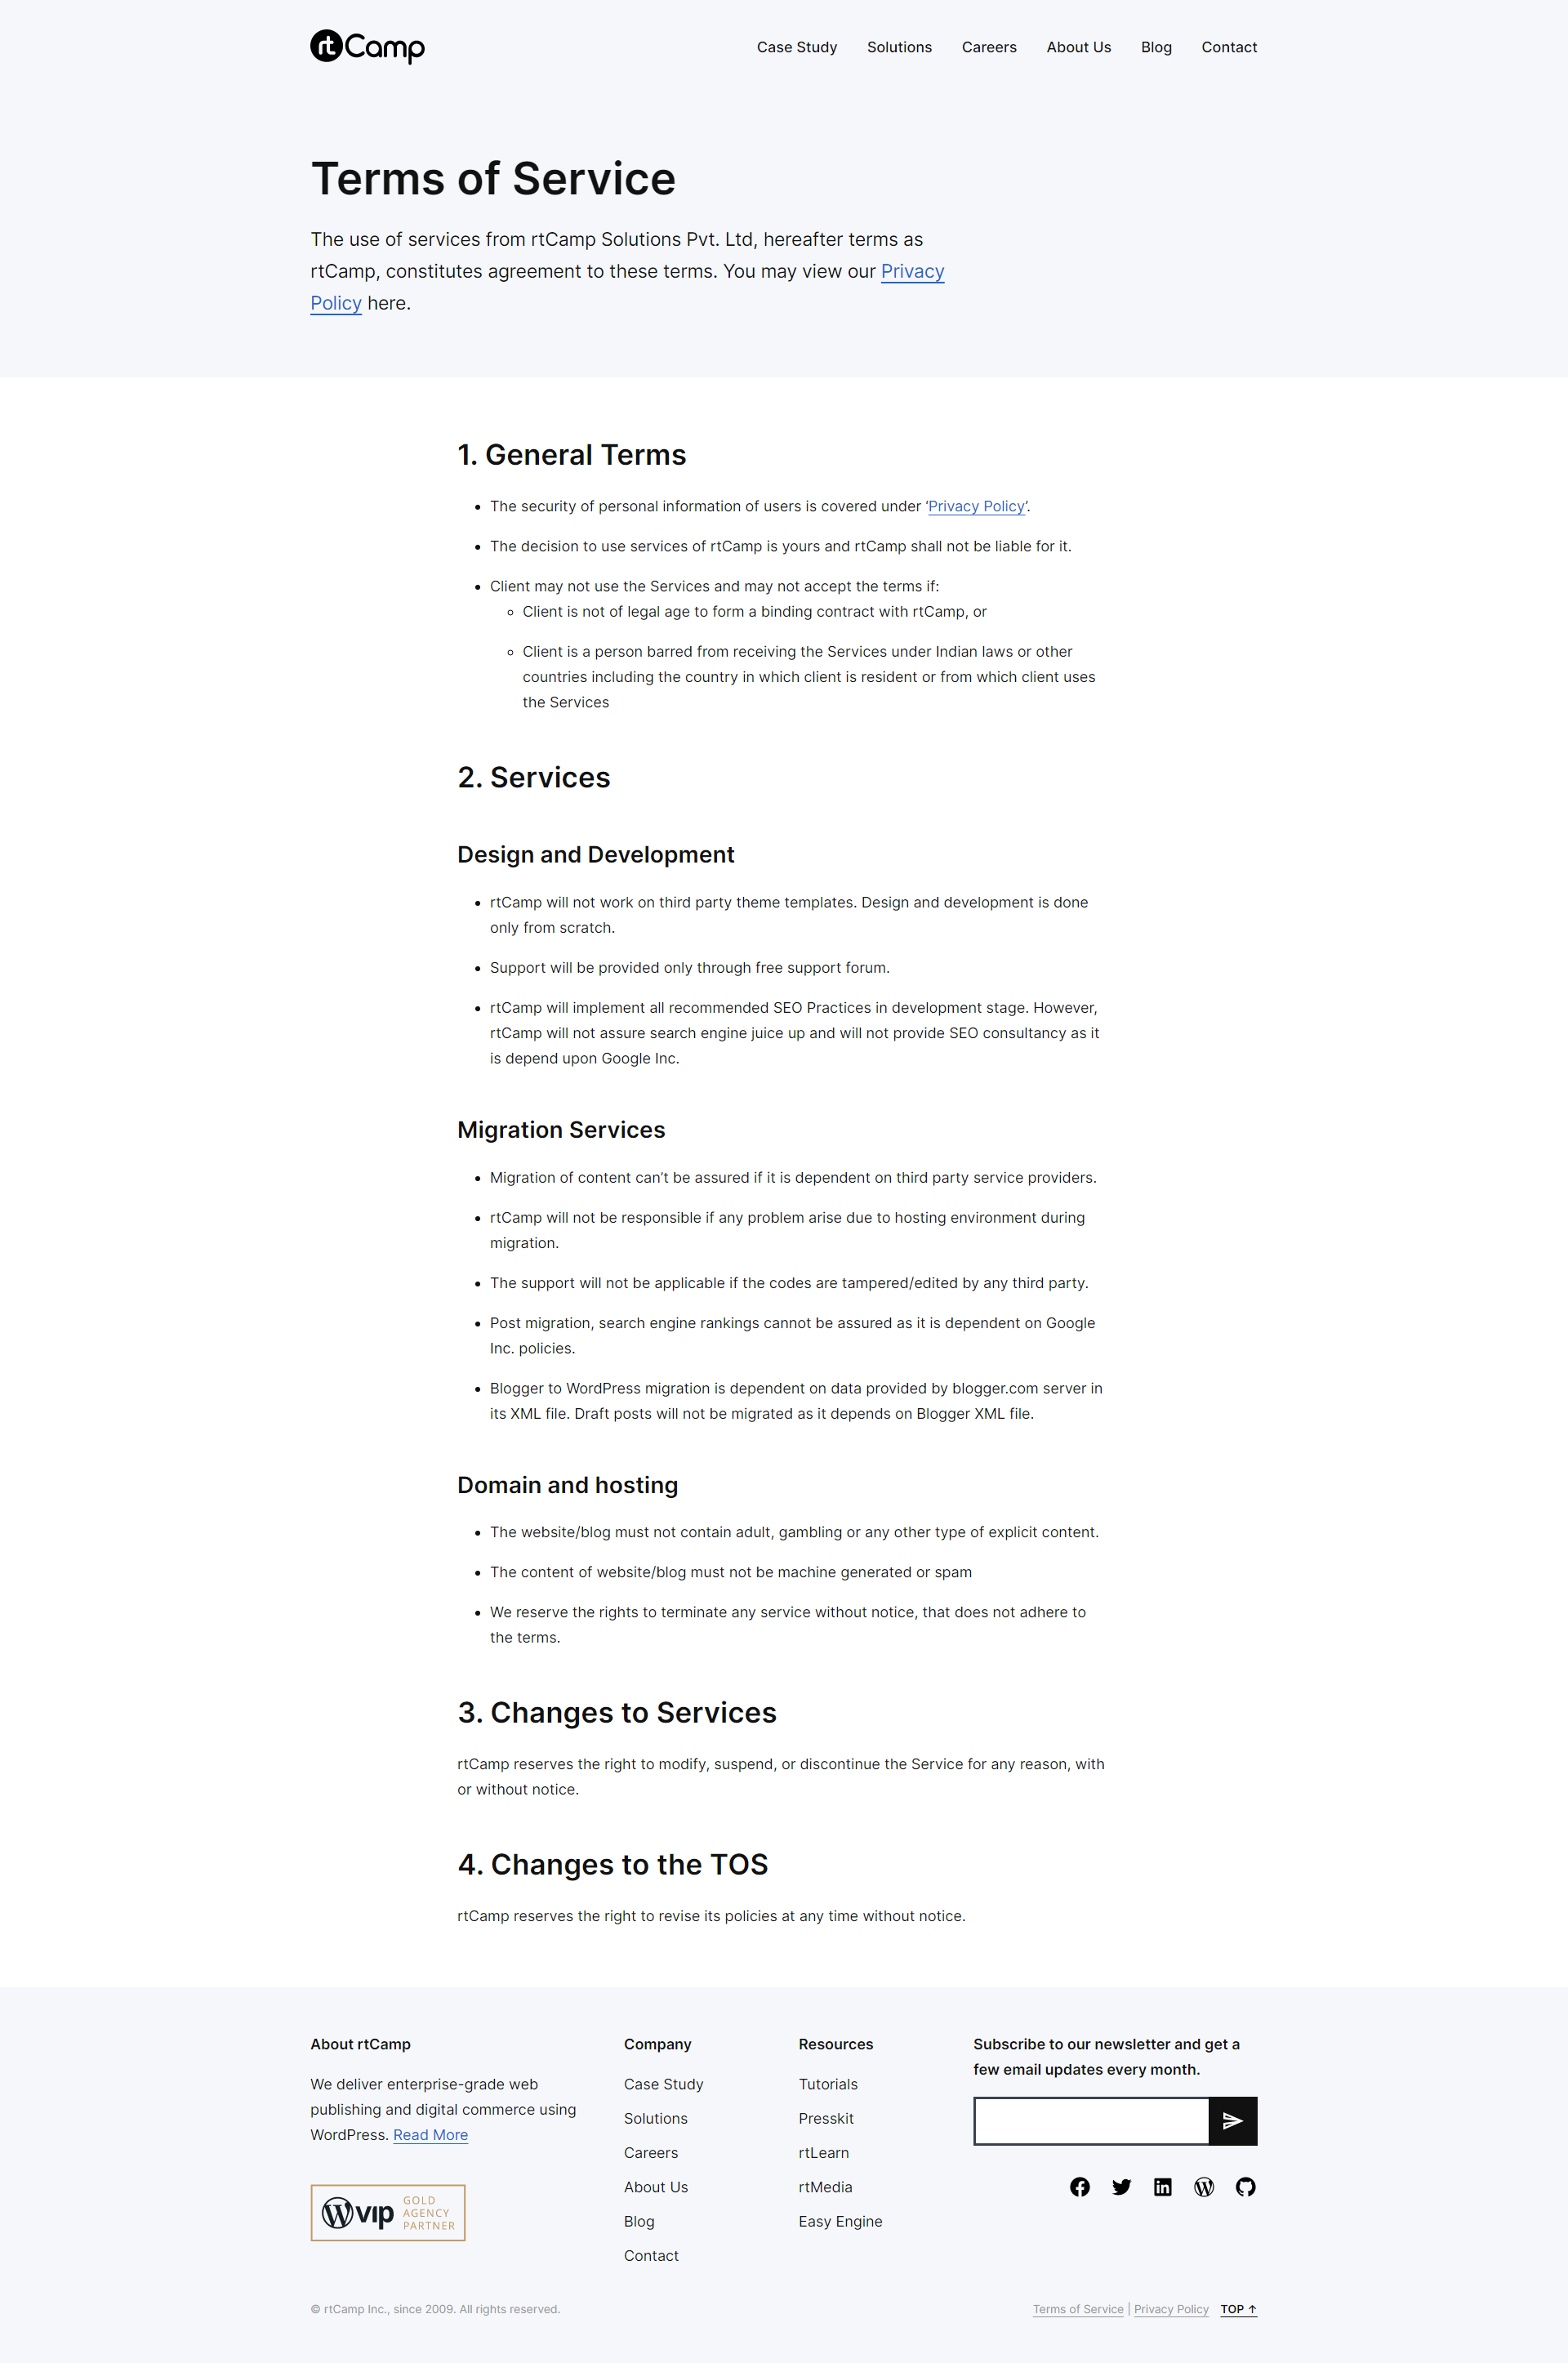 rtCamp
Case Study Solutions Careers About Us Blog Contact
Terms of Service
The use of services from rtCamp Solutions Pvt. Ltd, hereafter terms as
rtCamp, constitutes agreement to these terms. You may view our Privacy
Policy here.
1. General Terms
• The security of personal information of users is covered under ‘Privacy Policy’.
• The decision to use services of rtCamp is yours and rtCamp shall not be liable for it.
• Client may not use the Services and may not accept the terms if:
◦ Client is not of legal age to form a binding contract with rtCamp, or
◦ Client is a person barred from receiving the Services under Indian laws or other
countries including the country in which client is resident or from which client uses
the Services
2. Services
Design and Development
• rtCamp will not work on third party theme templates. Design and development is done
only from scratch.
• Support will be provided only through free support forum.
• rtCamp will implement all recommended SEO Practices in development stage. However,
rtCamp will not assure search engine juice up and will not provide SEO consultancy as it
is depend upon Google Inc.
Migration Services
• Migration of content can’t be assured if it is dependent on third party service providers.
• rtCamp will not be responsible if any problem arise due to hosting environment during
migration.
• The support will not be applicable if the codes are tampered/edited by any third party.
• Post migration, search engine rankings cannot be assured as it is dependent on Google
Inc. policies.
• Blogger to WordPress migration is dependent on data provided by blogger.com server in
its XML file. Draft posts will not be migrated as it depends on Blogger XML file.
Domain and hosting
• The website/blog must not contain adult, gambling or any other type of explicit content.
• The content of website/blog must not be machine generated or spam
• We reserve the rights to terminate any service without notice, that does not adhere to
the terms.
3. Changes to Services
rtCamp reserves the right to modify, suspend, or discontinue the Service for any reason, with
or without notice.
4. Changes to the TOS
rtCamp reserves the right to revise its policies at any time without notice.
About rtCamp
We deliver enterprise-grade web
publishing and digital commerce using
WordPress. Read More
W vip
GOLD
AGENCY
PARTNER
Company
Case Study
Solutions
Careers
About Us
Blog
Contact
Resources
Tutorials
Presskit
rtLearn
rtMedia
Easy Engine
Subscribe to our newsletter and get a
few email updates every month.
© rtCamp Inc., since 2009. All rights reserved.
Terms of Service | Privacy Policy TOP ↑